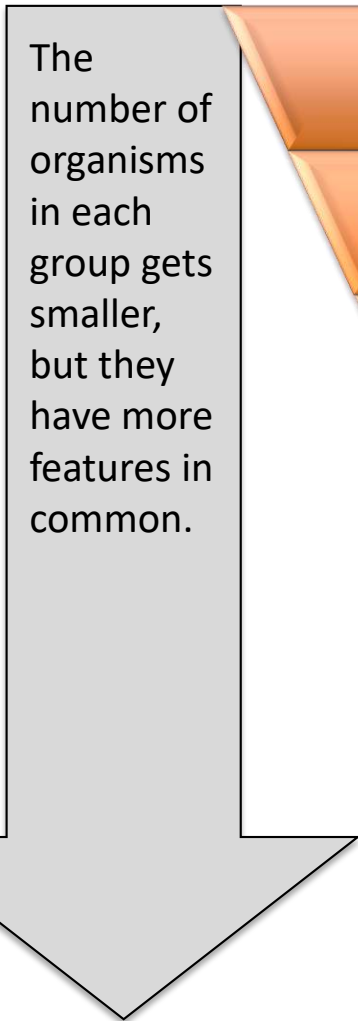 The
number of
organisms
in each
group gets
smaller,
but they
have more
features in
common.